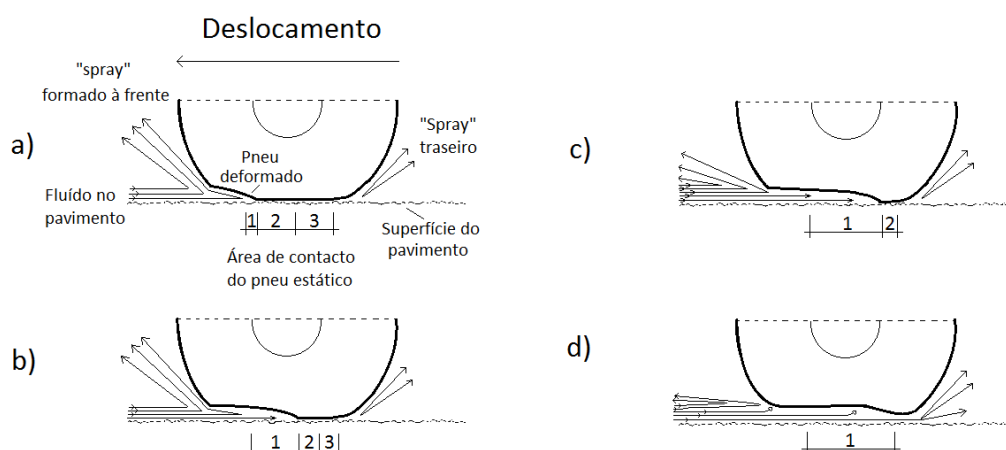 Deslocamento
"spray"
formado à frente
a)
Pneu
deformado
"Spray"
traseiro
Fluído no
pavimento
1 2 3
Superfície do
pavimento
Área de contacto
do pneu estático
b)
1 2 3
c)
1 2
d)
1